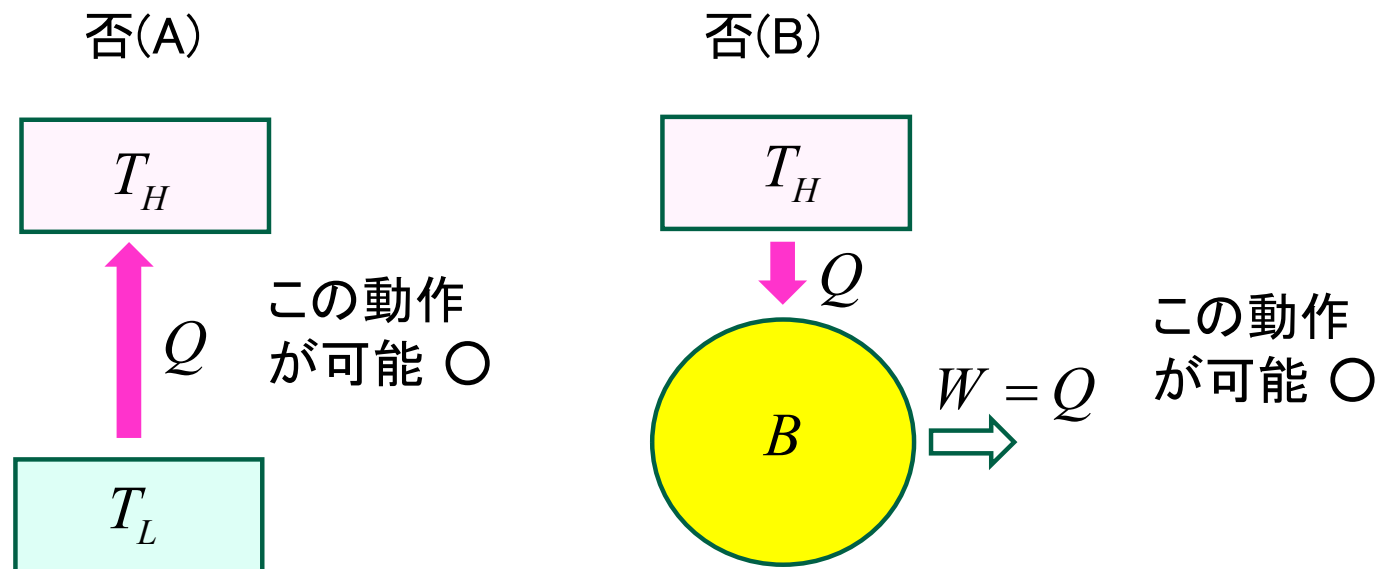 否(A)
T_H
Q
この動作
が可能 ○
T_L
否(B)
T_H
Q
B
W = Q
この動作
が可能 ○